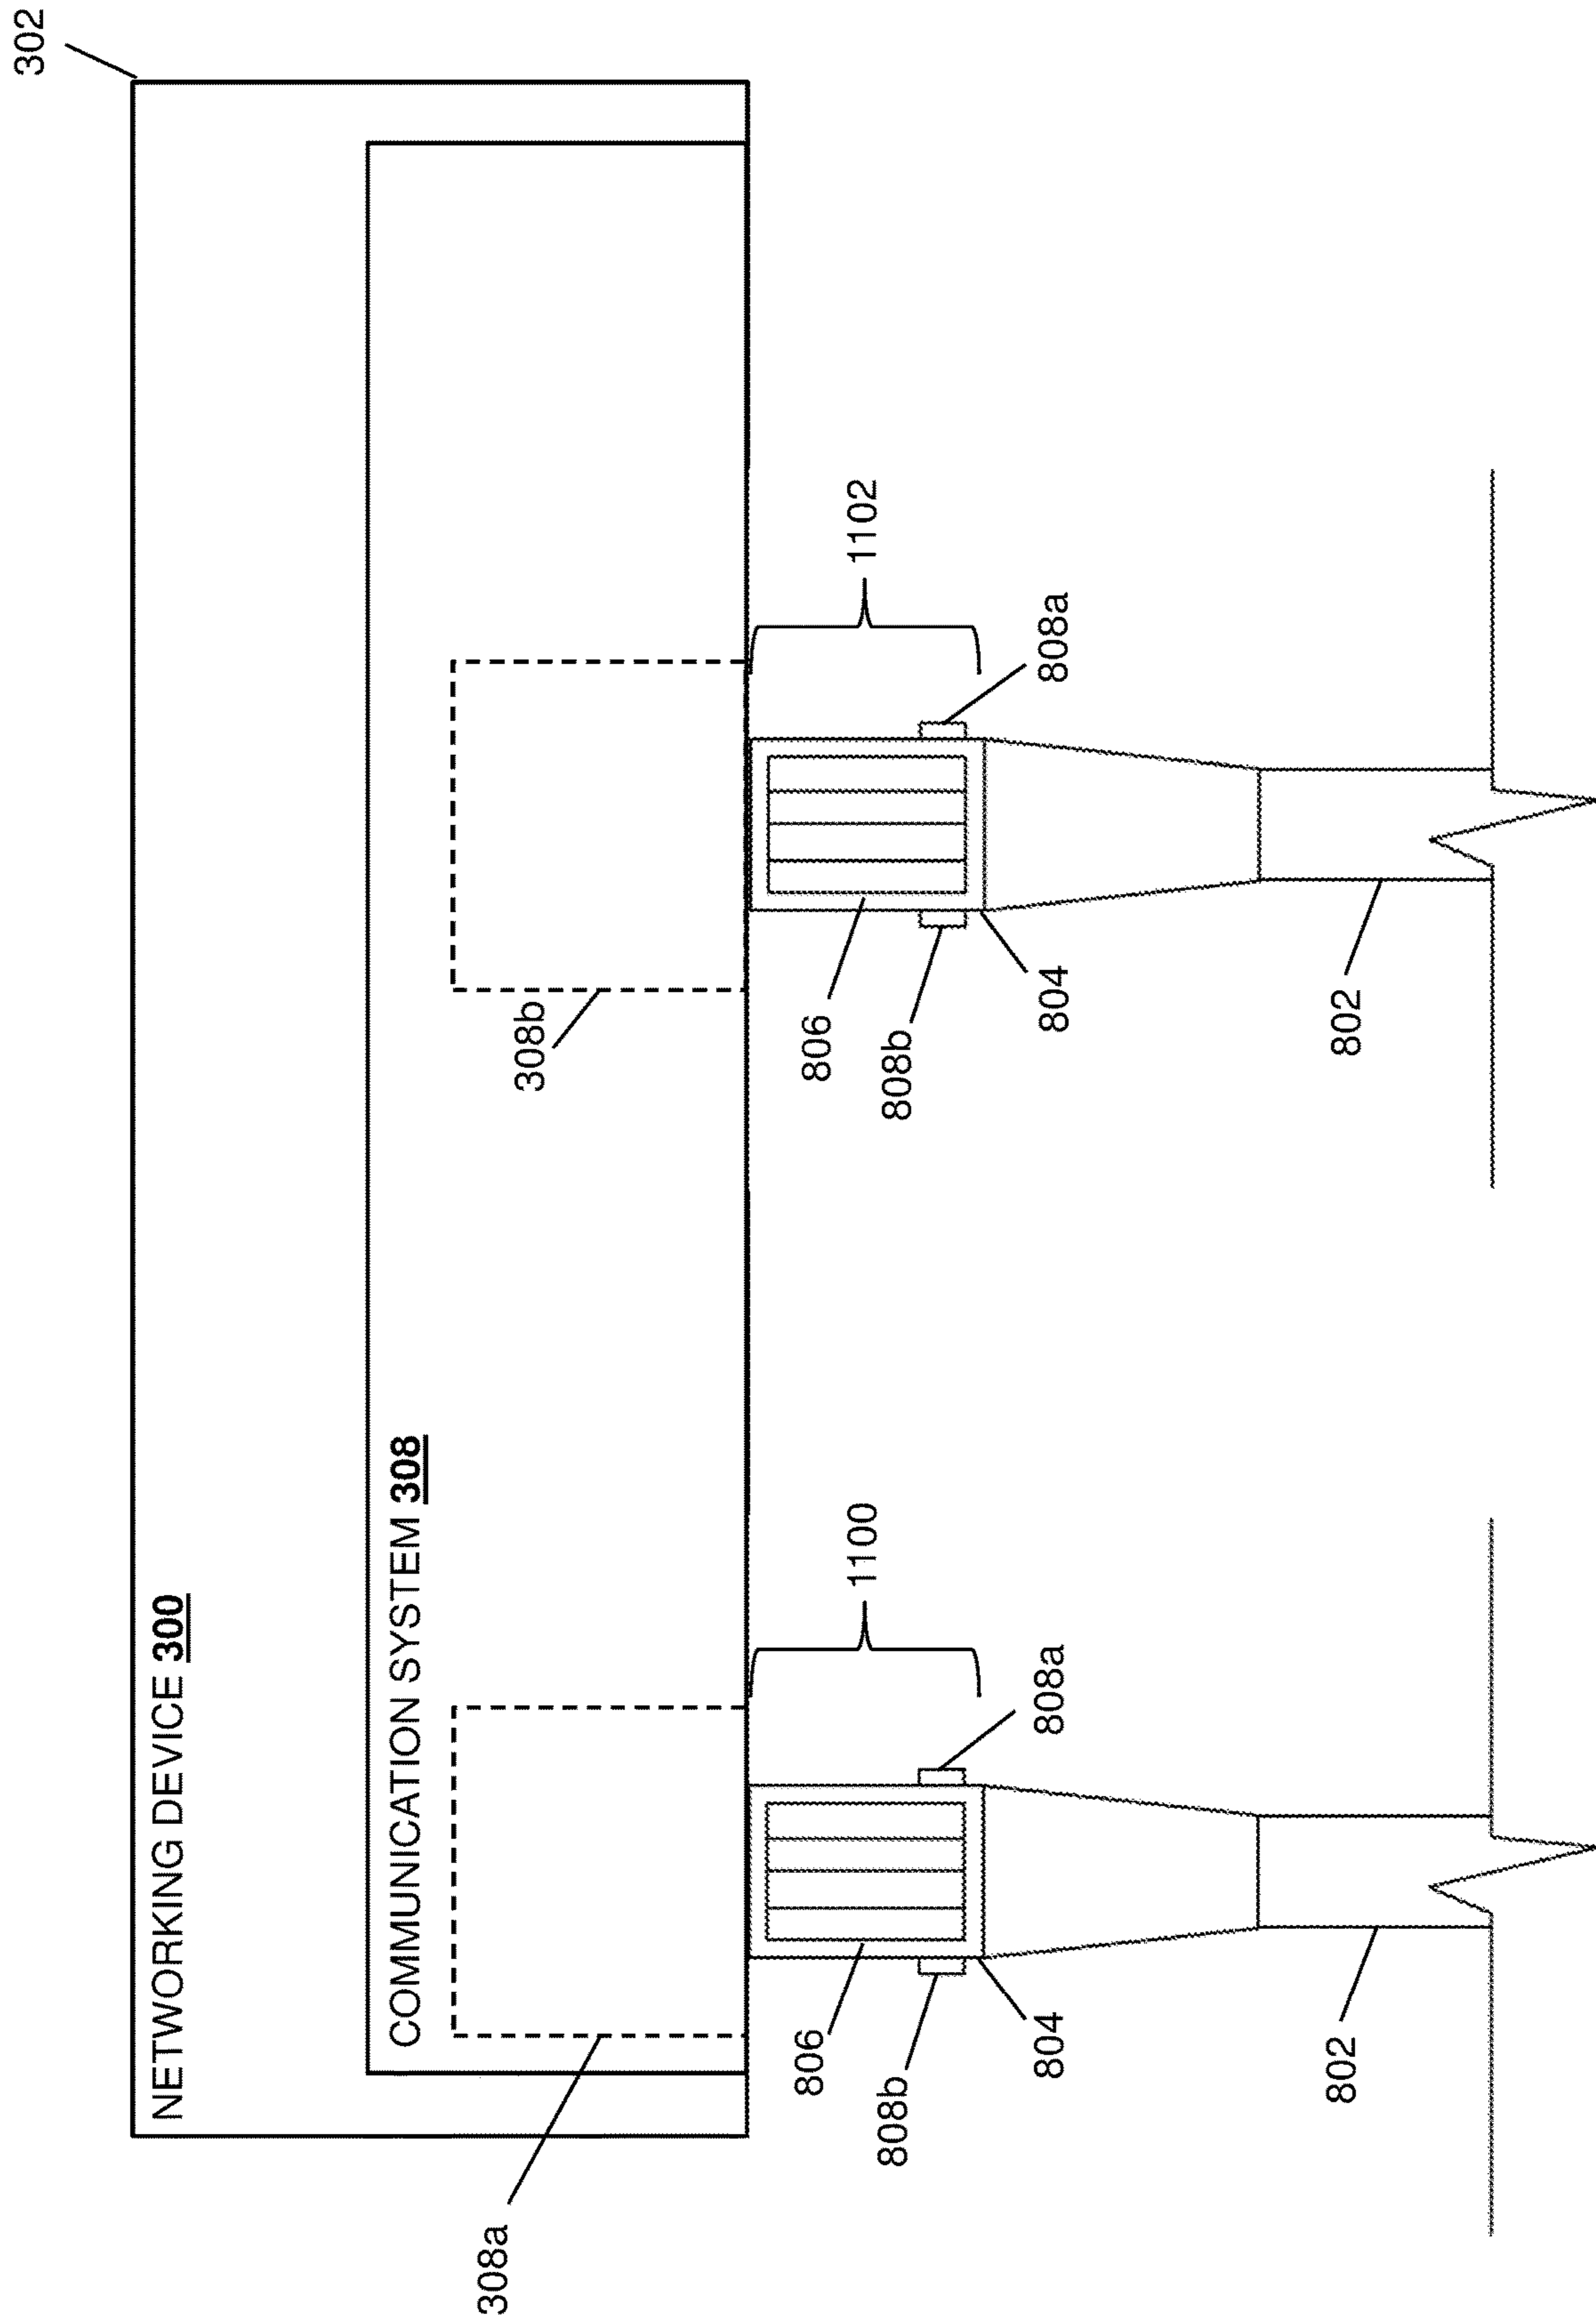 302
NETWORKING DEVICE 300
COMMUNICATION SYSTEM 308
308a
308b
1100
1102
806
808b
808a
804
802
806
808b
808a
804
802